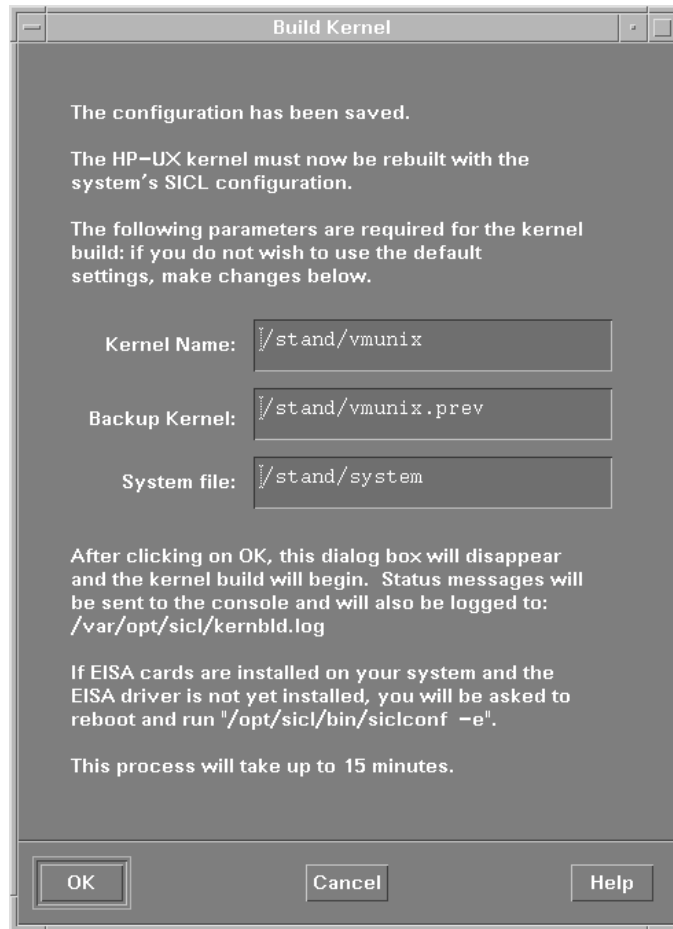 Build Kernel
The configuration has been saved.
The HP-UX kernel must now be rebuilt with the
system's SICL configuration.
The following parameters are required for the kernel
build: if you do not wish to use the default
settings, make changes below.
Kernel Name: /stand/vmunix
Backup Kernel: /stand/vmunix.prev
System file: /stand/system
After clicking on OK, this dialog box will disappear
and the kernel build will begin.  Status messages will
be sent to the console and will also be logged to:
/var/opt/sicl/kernbld.log
If EISA cards are installed on your system and the
EISA driver is not yet installed, you will be asked to
reboot and run "/opt/sicl/bin/siclconf -e".
This process will take up to 15 minutes.
OK Cancel Help